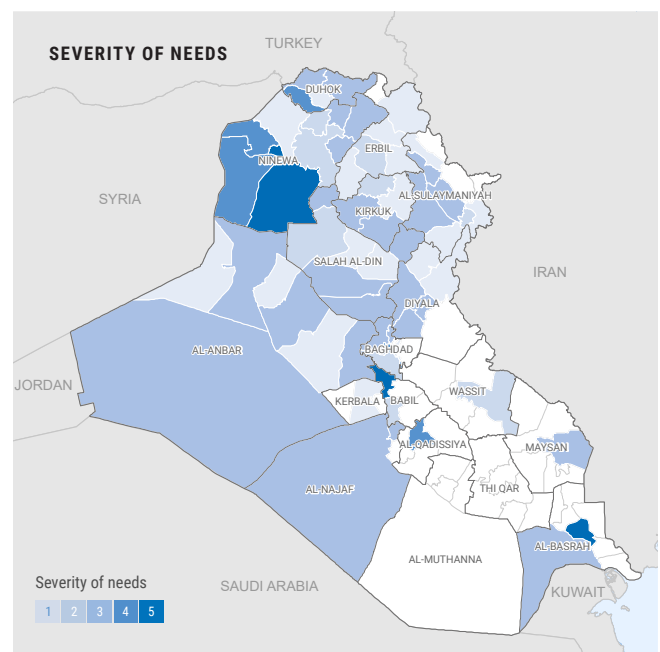 TURKEY
SEVERITY OF NEEDS
DUHOK
ERBIL
NINEWA
SYRIA
AL-SULAYMANIYAH
KIRKUK
SALAH AL-DIN
IRAN
DIYALA
AL-ANBAR
BAGHDAD
JORDAN
WASSIT
KERBALA
BABIL
AL-QADISSIYA
MAYSAN
AL-NAJAF
THI QAR
AL-BASRAH
AL-MUTHANNA
Severity of needs
SAUDI ARABIA
KUWAIT
1 2 3 4 5